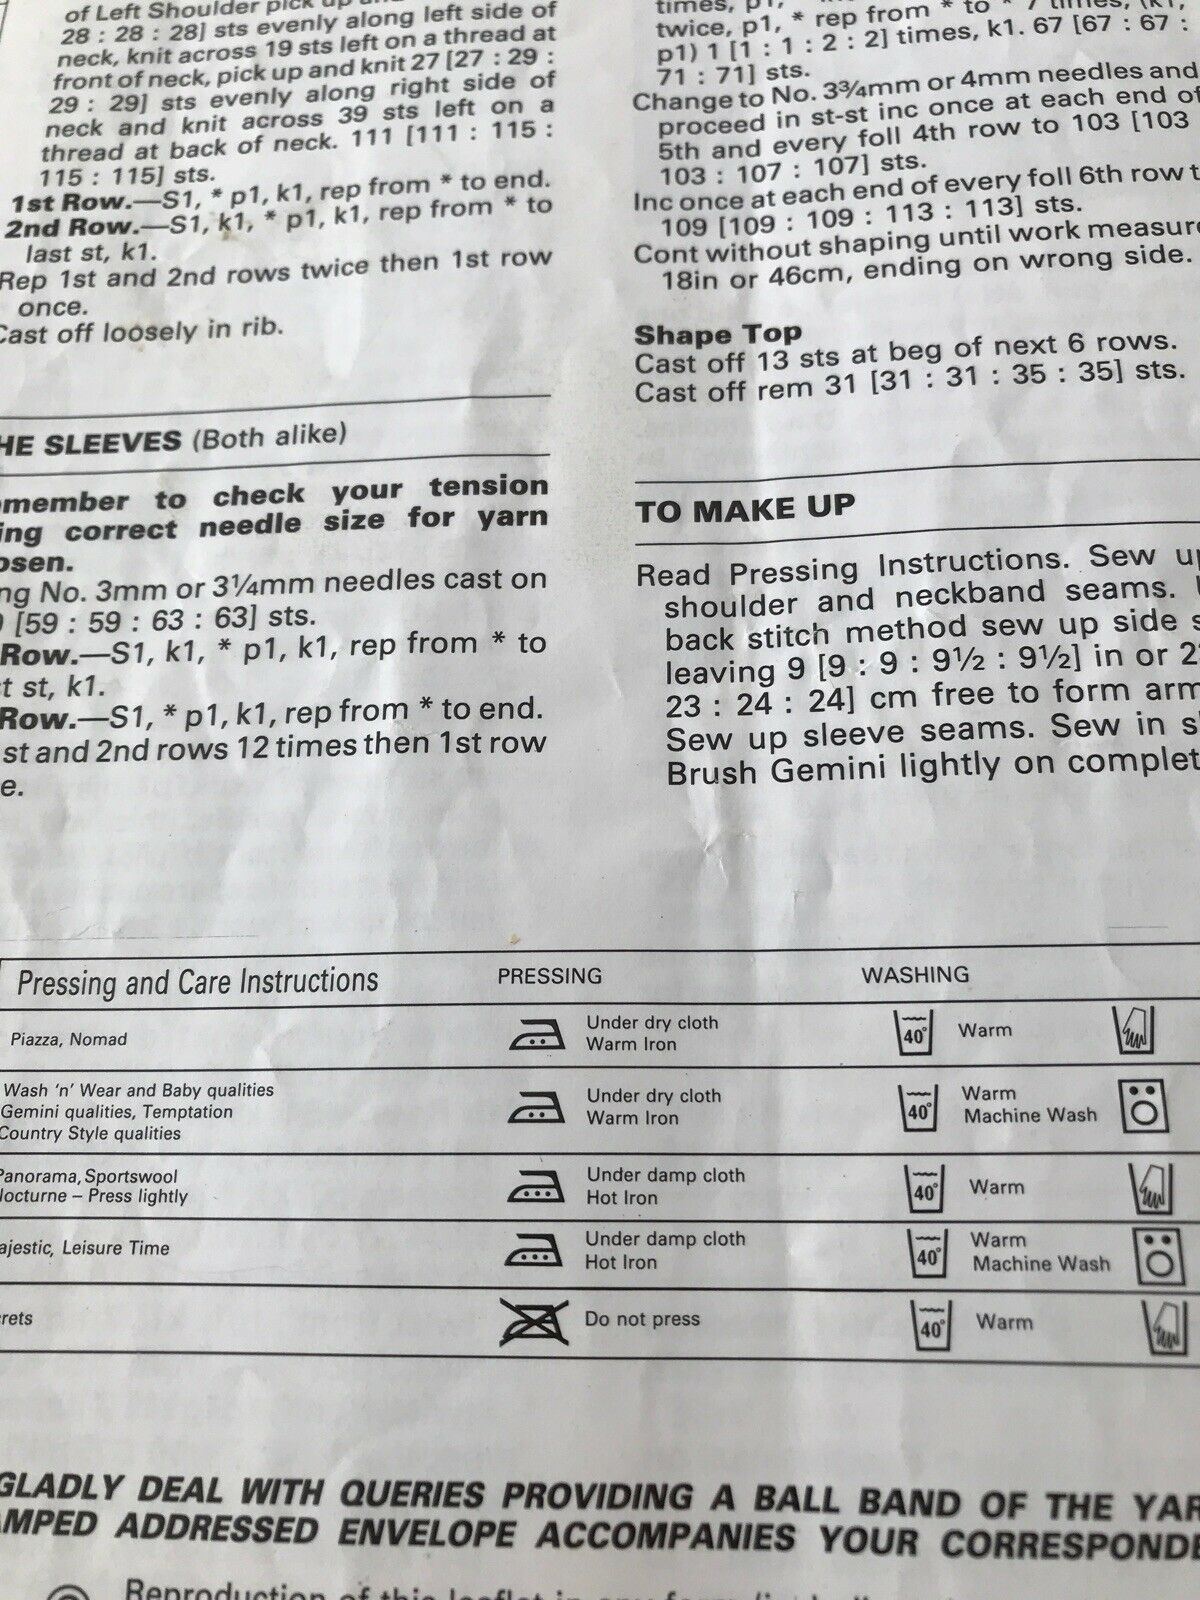 of Left Shoulder pick up and
28 : 28 : 28] sts evenly along left side of
neck, knit across 19 sts left on a thread at
front of neck, pick up and knit 27 [27 : 29 :
29 : 29] sts evenly along right side of
neck and knit across 39 sts left on a
thread at back of neck. 111 [111 : 115 :
115 : 115] sts.
1st Row.—S1, * p1, k1, rep from * to end.
2nd Row.—S1, k1, * p1, k1, rep from * to
last st, k1.
Rep 1st and 2nd rows twice then 1st row
once.
Cast off loosely in rib.
HE SLEEVES (Both alike)
member to check your tension
ing correct needle size for yarn
osen.
ng No. 3mm or 3¼mm needles cast on
[59 : 59 : 63 : 63] sts.
Row.—S1, k1, * p1, k1, rep from * to
t st, k1.
Row.—S1, * p1, k1, rep from * to end.
st and 2nd rows 12 times then 1st row
e.
times, p1,
twice, p1, * rep from * to * 7 times, (k1,
p1) 1 [1 : 1 : 2 : 2] times, k1. 67 [67 : 67 :
71 : 71] sts.
Change to No. 3¾mm or 4mm needles and
proceed in st-st inc once at each end of
5th and every foll 4th row to 103 [103
103 : 107 : 107] sts.
Inc once at each end of every foll 6th row t
109 [109 : 109 : 113 : 113] sts.
Cont without shaping until work measure
18in or 46cm, ending on wrong side.
Shape Top
Cast off 13 sts at beg of next 6 rows.
Cast off rem 31 [31 : 31 : 35 : 35] sts.
TO MAKE UP
Read Pressing Instructions. Sew up
shoulder and neckband seams.
back stitch method sew up side s
leaving 9 [9 : 9 : 9½ : 9½] in or 2
23 : 24 : 24] cm free to form arm
Sew up sleeve seams. Sew in s
Brush Gemini lightly on complet
Pressing and Care Instructions PRESSING WASHING
Piazza, Nomad
Under dry cloth
Warm Iron
40° Warm
Wash 'n' Wear and Baby qualities
Gemini qualities, Temptation
Country Style qualities
Under dry cloth
Warm Iron
40° Warm
Machine Wash
Panorama, Sportswool
Nocturne – Press lightly
Under damp cloth
Hot Iron
40° Warm
ajestic, Leisure Time
Under damp cloth
Hot Iron
40° Warm
Machine Wash
crets
Do not press
40° Warm
GLADLY DEAL WITH QUERIES PROVIDING A BALL BAND OF THE YAR
AMPED ADDRESSED ENVELOPE ACCOMPANIES YOUR CORRESPONDE
Reproduction of this leaflet in any form